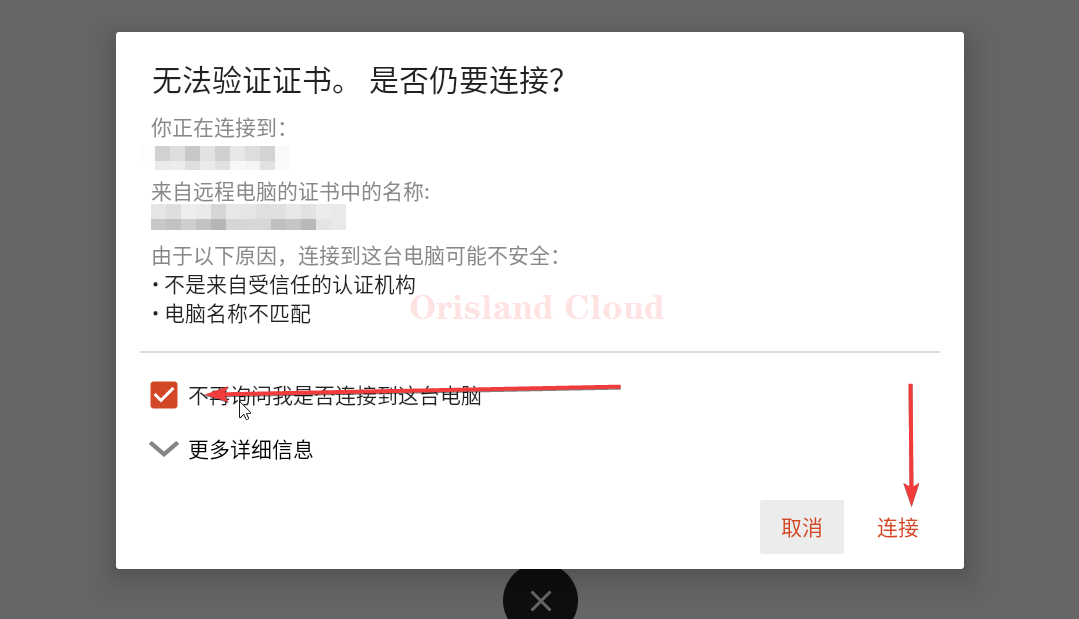 无法验证证书。 是否仍要连接？
你正在连接到：
来自远程电脑的证书中的名称:
由于以下原因，连接到这台电脑可能不安全：
• 不是来自受信任的认证机构
• 电脑名称不匹配
Orisland Cloud
不再询问我是否连接到这台电脑
更多详细信息
取消
连接